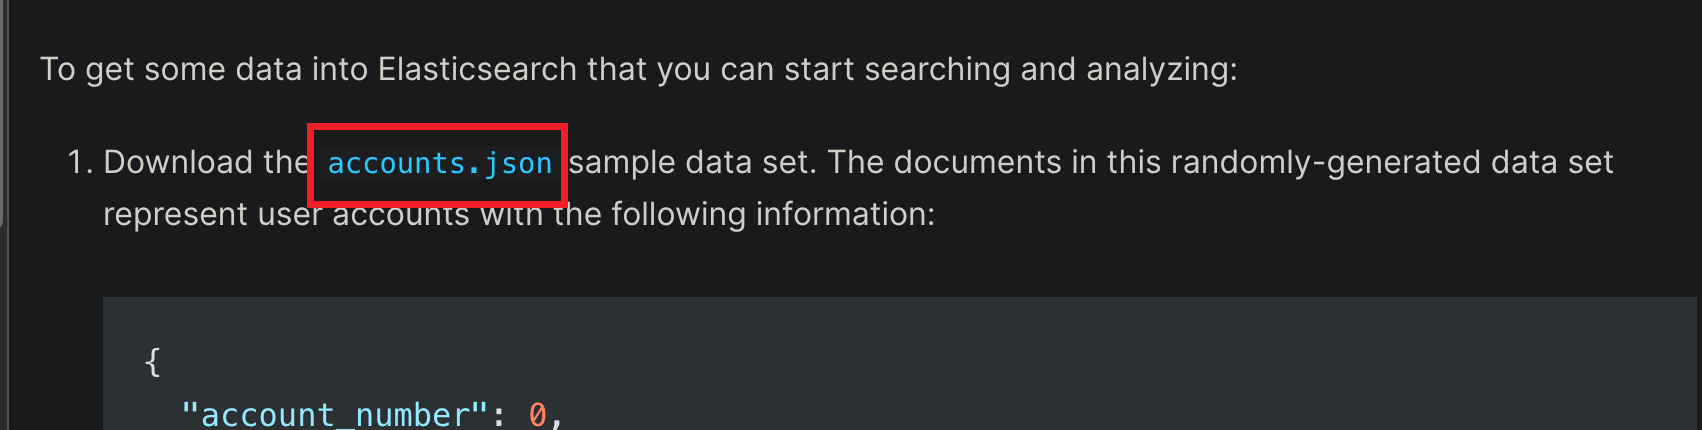 To get some data into Elasticsearch that you can start searching and analyzing:
1. Download the accounts.json sample data set. The documents in this randomly-generated data set
represent user accounts with the following information:
{
"account_number": 0,